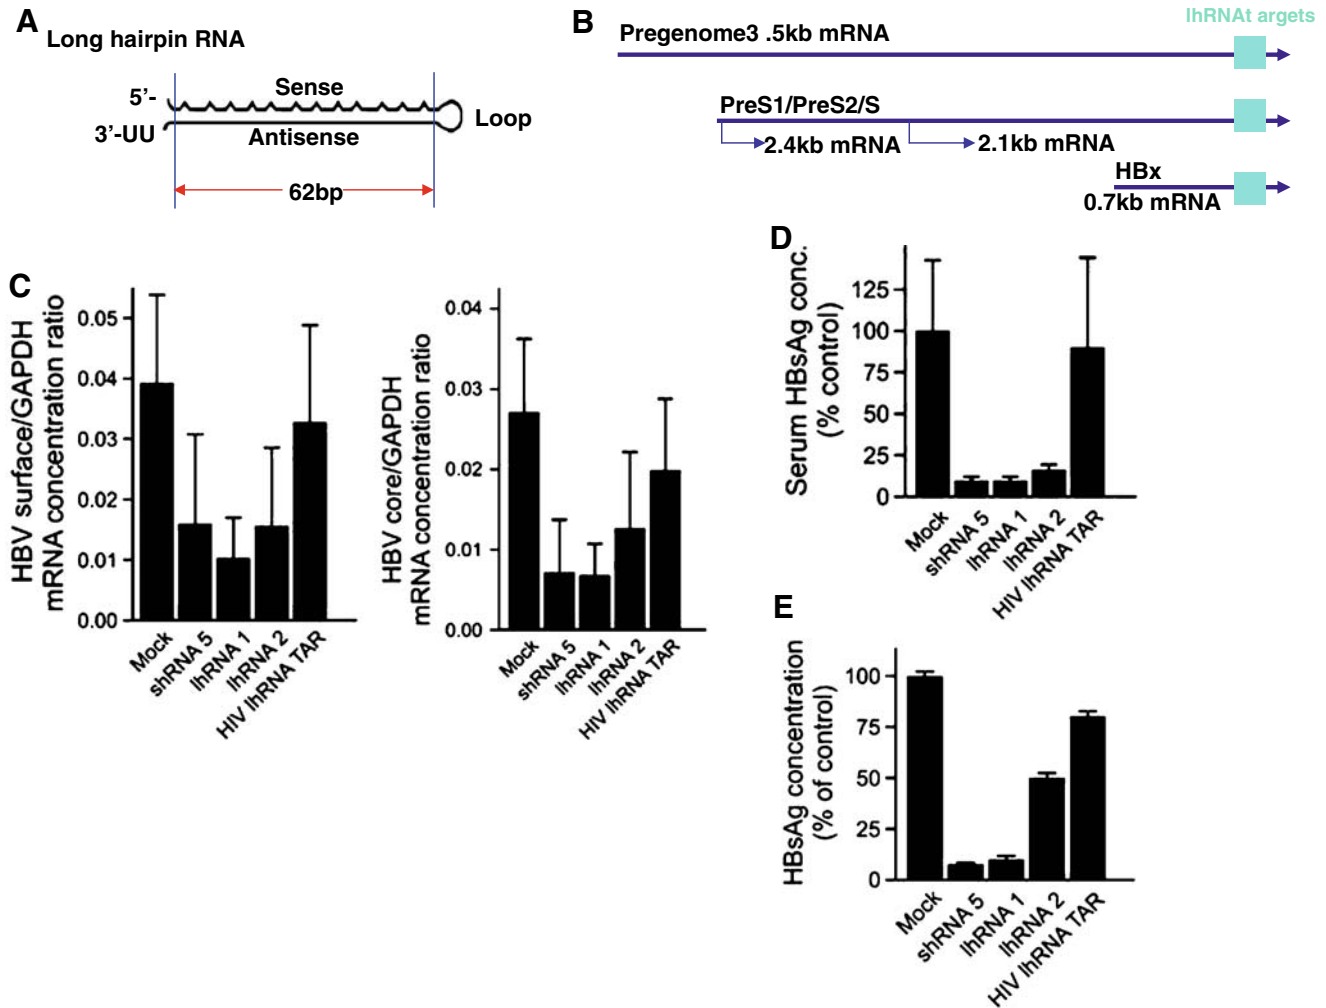 A
Long hairpin RNA
5’-
Sense
Loop
3’-UU
Antisense
62bp
B
lhRNAt argets
Pregenome3 .5kb mRNA
PreS1/PreS2/S
2.4kb mRNA
2.1kb mRNA
HBx
0.7kb mRNA
C
HBV surface/GAPDH
mRNA concentration ratio
0.05
0.04
0.03
0.02
0.01
0.00
Mock
shRNA 5
lhRNA 1
lhRNA 2
HIV lhRNA TAR
HBV core/GAPDH
mRNA concentration ratio
0.04
0.03
0.02
0.01
0.00
Mock
shRNA 5
lhRNA 1
lhRNA 2
HIV lhRNA TAR
D
Serum HBsAg conc.
(% control)
125
100
75
50
25
0
Mock
shRNA 5
lhRNA 1
lhRNA 2
HIV lhRNA TAR
E
HBsAg concentration
(% of control)
100
75
50
25
0
Mock
shRNA 5
lhRNA 1
lhRNA 2
HIV lhRNA TAR